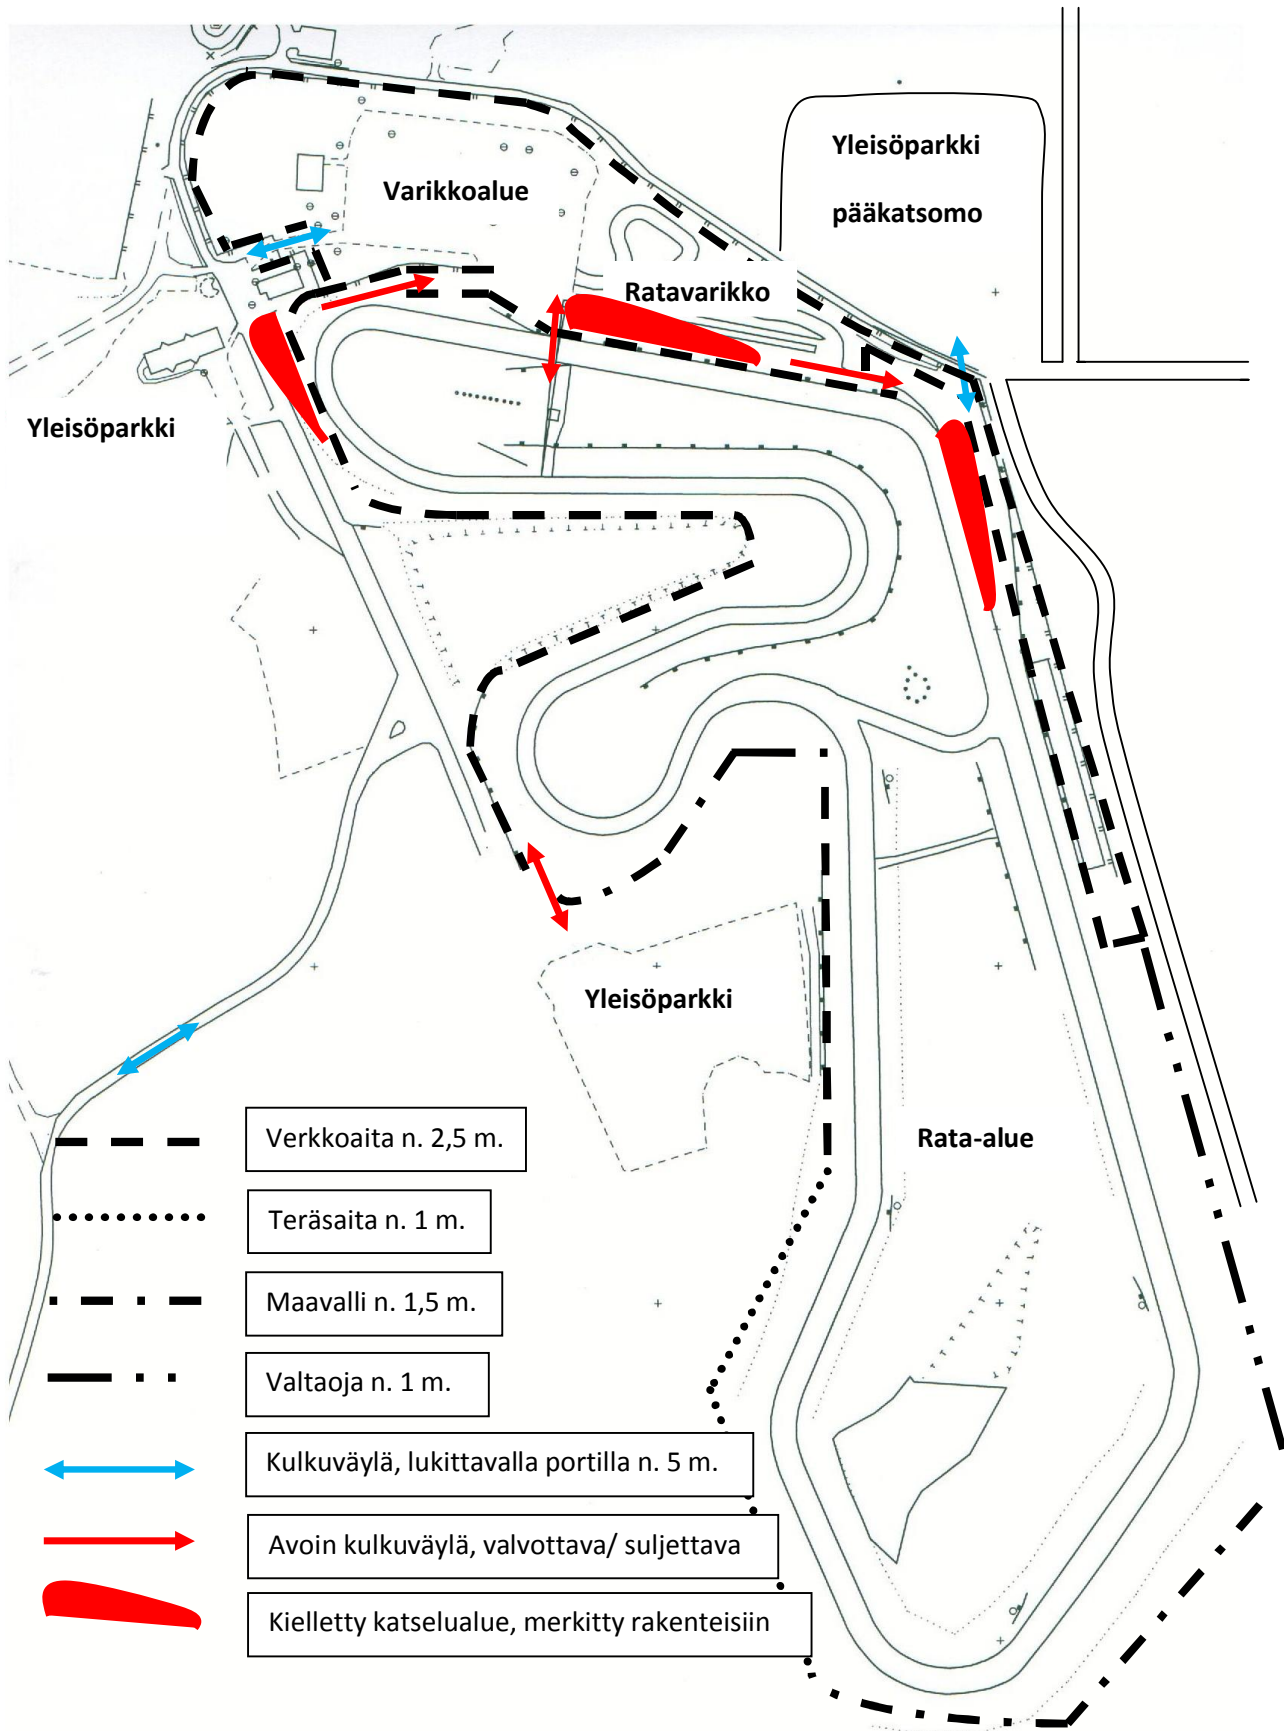 Yleisöparkki
pääkatsomo
Varikkoalue
Ratavarikko
Yleisöparkki
Yleisöparkki
Rata-alue
Verkkoaita n. 2,5 m.
Teräsaita n. 1 m.
Maavalli n. 1,5 m.
Valtaoja n. 1 m.
Kulkuväylä, lukittavalla portilla n. 5 m.
Avoin kulkuväylä, valvottava/ suljettava
Kielletty katselualue, merkitty rakenteisiin